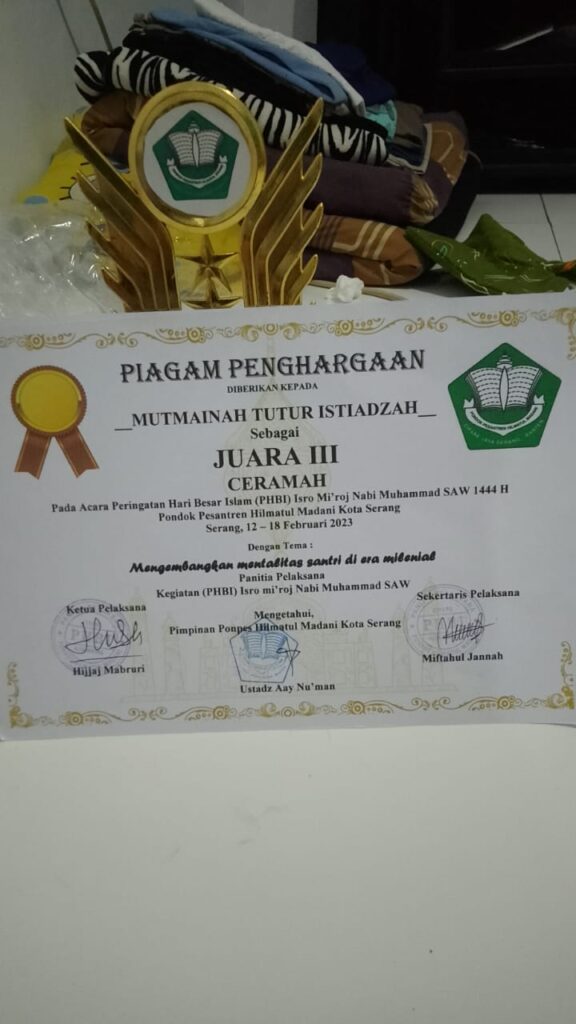 PIAGAM PENGHARGAAN
DIBERIKAN KEPADA
__MUTMAINAH TUTUR ISTIADZAH__
Sebagai
JUARA III
CERAMAH
Pada Acara Peringatan Hari Besar Islam (PHBI) Isro Mi'roj Nabi Muhammad SAW 1444 H
Pondok Pesantren Hilmatul Madani Kota Serang
Serang, 12 – 18 Februari 2023
Dengan Tema :
Mengembangkan mentalitas santri di era milenial
Panitia Pelaksana
Kegiatan (PHBI) Isro mi'roj Nabi Muhammad SAW
Ketua Pelaksana
Sekertaris Pelaksana
Mengetahui,
Pimpinan Ponpes Hilmatul Madani Kota Serang
Hijjaj Mabruri
Miftahul Jannah
Ustadz Aay Nu'man